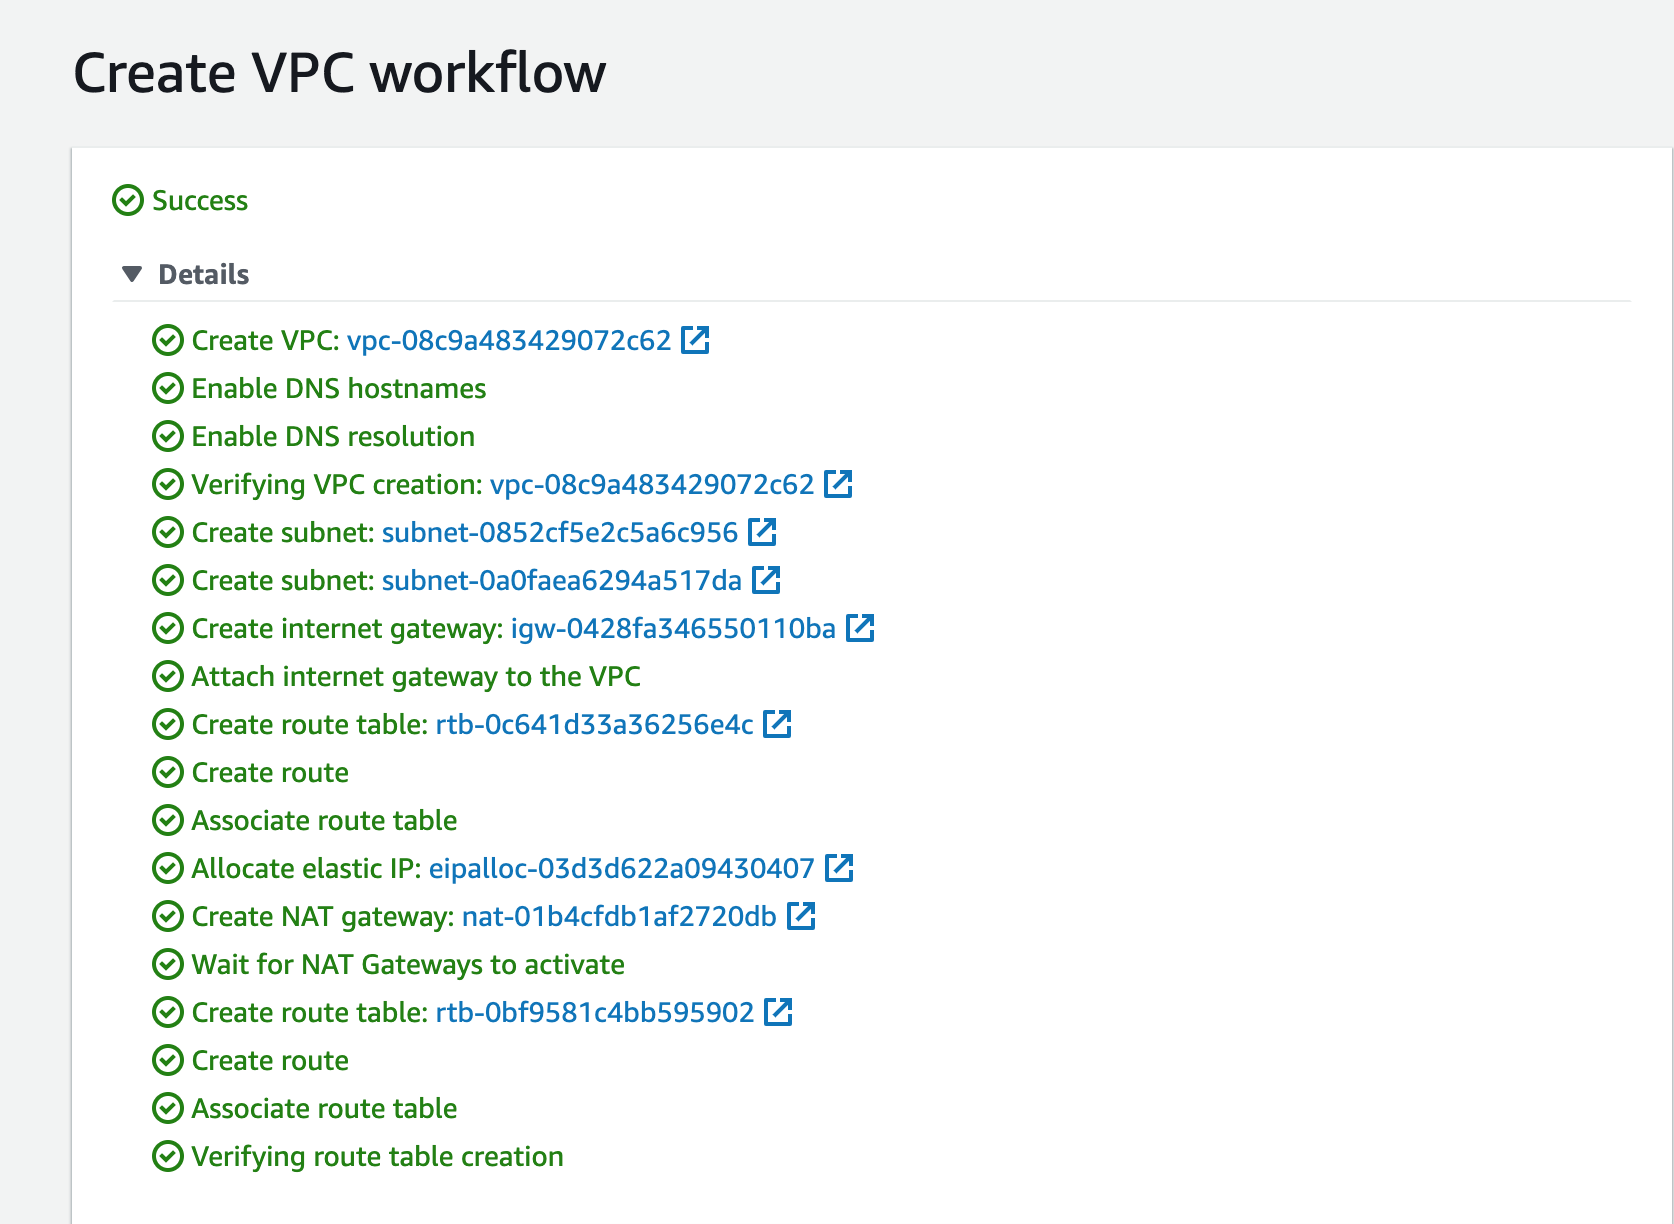 Create VPC workflow
Success
Details
Create VPC: vpc-08c9a483429072c62
Enable DNS hostnames
Enable DNS resolution
Verifying VPC creation: vpc-08c9a483429072c62
Create subnet: subnet-0852cf5e2c5a6c956
Create subnet: subnet-0a0faea6294a517da
Create internet gateway: igw-0428fa346550110ba
Attach internet gateway to the VPC
Create route table: rtb-0c641d33a36256e4c
Create route
Associate route table
Allocate elastic IP: eipalloc-03d3d622a09430407
Create NAT gateway: nat-01b4cfdb1af2720db
Wait for NAT Gateways to activate
Create route table: rtb-0bf9581c4bb595902
Create route
Associate route table
Verifying route table creation